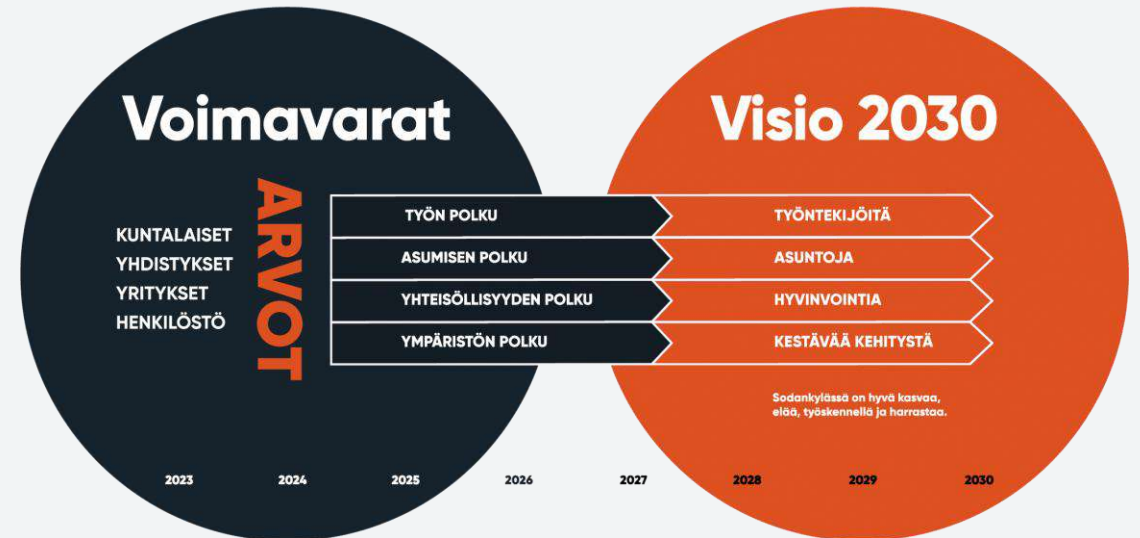 Voimavarat
KUNTALAISET
YHDISTYKSET
YRITYKSET
HENKILÖSTÖ
ARVOT
TYÖN POLKU
ASUMISEN POLKU
YHTEISÖLLISYYDEN POLKU
YMPÄRISTÖN POLKU
Visio 2030
TYÖNTEKIJÖITÄ
ASUNTOJA
HYVINVOINTIA
KESTÄVÄÄ KEHITYSTÄ
Sodankylässä on hyvä kasvaa,
elää, työskennellä ja harrastaa.
2023 2024 2025 2026 2027 2028 2029 2030